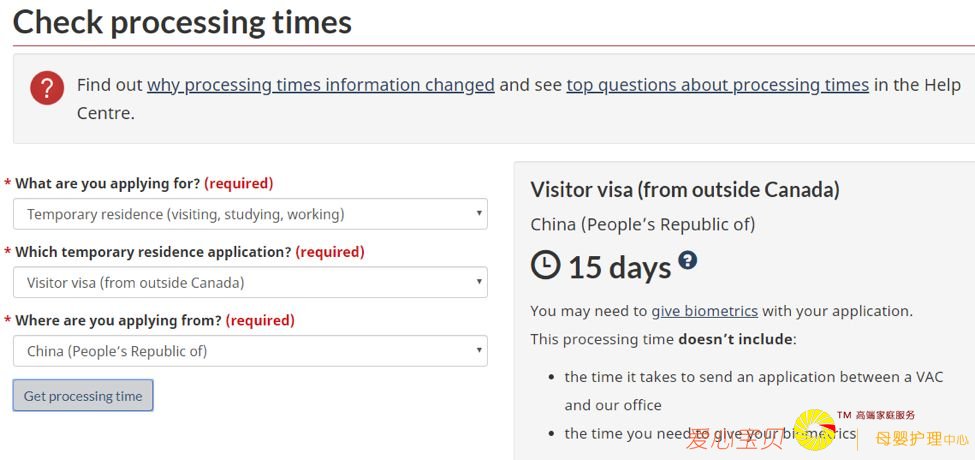 Check processing times
Find out why processing times information changed and see top questions about processing times in the Help
Centre.
* What are you applying for? (required)
Temporary residence (visiting, studying, working)
* Which temporary residence application? (required)
Visitor visa (from outside Canada)
* Where are you applying from? (required)
China (People’s Republic of)
Get processing time
Visitor visa (from outside Canada)
China (People’s Republic of)
15 days ?
You may need to give biometrics with your application.
This processing time doesn’t include:
• the time it takes to send an application between a VAC
and our office
• the time you need to give your biometrics
爱心宝贝
TM 高端家庭服务
母婴护理中心